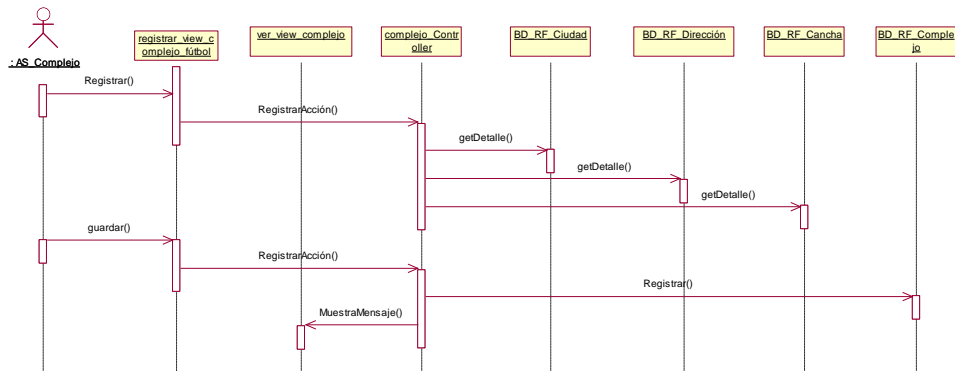 : AS_Complejo
registrar_view_c
omplejo_fútbol
ver_view_complejo
complejo_Contr
oller
BD_RF_Ciudad
BD_RF_Dirección
BD_RF_Cancha
BD_RF_Comple
jo
Registrar()
RegistrarAcción()
getDetalle()
getDetalle()
getDetalle()
guardar()
RegistrarAcción()
Registrar()
MuestraMensaje()